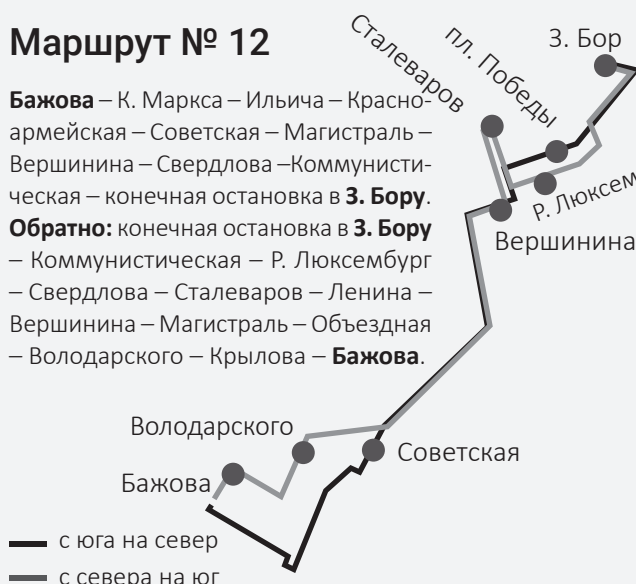 Маршрут № 12
Бажова – К. Маркса – Ильича – Красно-
армейская – Советская – Магистраль –
Вершинина – Свердлова –Коммунисти-
ческая – конечная остановка в З. Бору.
Обратно: конечная остановка в З. Бору
– Коммунистическая – Р. Люксембург
– Свердлова – Сталеваров – Ленина –
Вершинина – Магистраль – Объездная
– Володарского – Крылова – Бажова.
Сталеваров
пл. Победы
З. Бор
Р. Люксем
Вершинина
Володарского
Советская
Бажова
с юга на север
с севера на юг